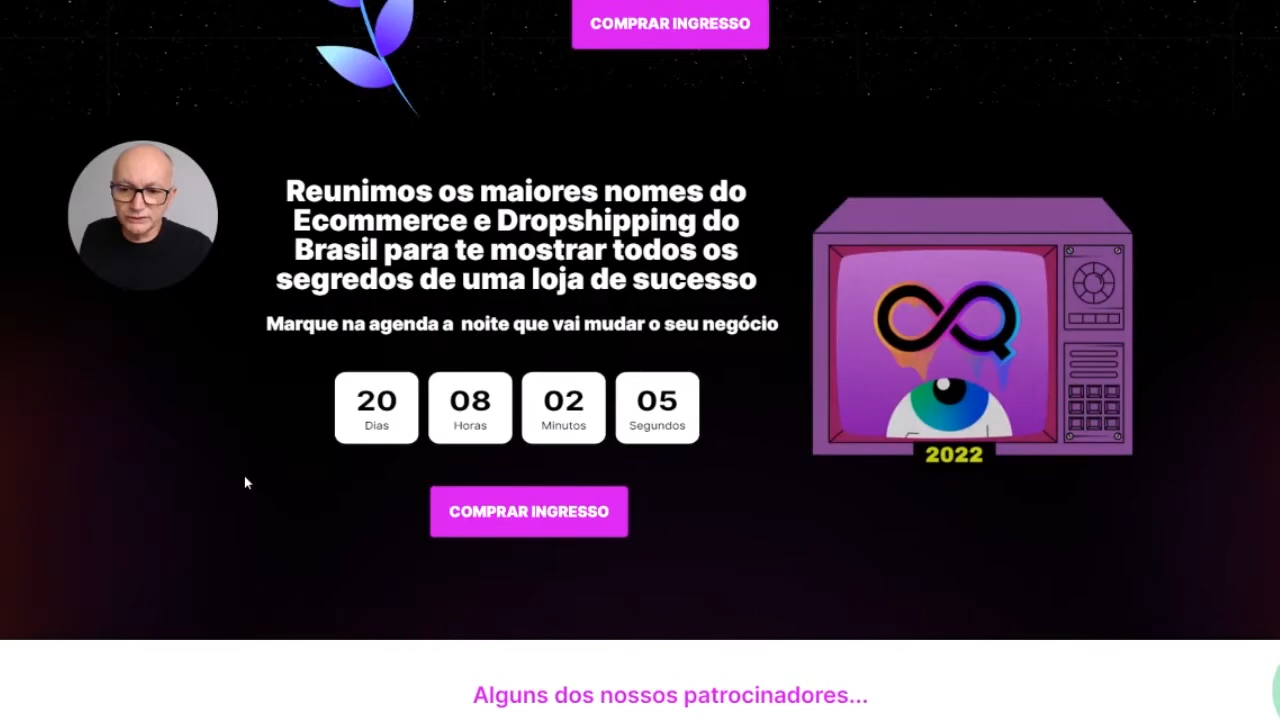 COMPRAR INGRESSO
Reunimos os maiores nomes do
Ecommerce e Dropshipping do
Brasil para te mostrar todos os
segredos de uma loja de sucesso
Marque na agenda a noite que vai mudar o seu negócio
20 08 02 05
Dias Horas Minutos Segundos
2022
COMPRAR INGRESSO
Alguns dos nossos patrocinadores...